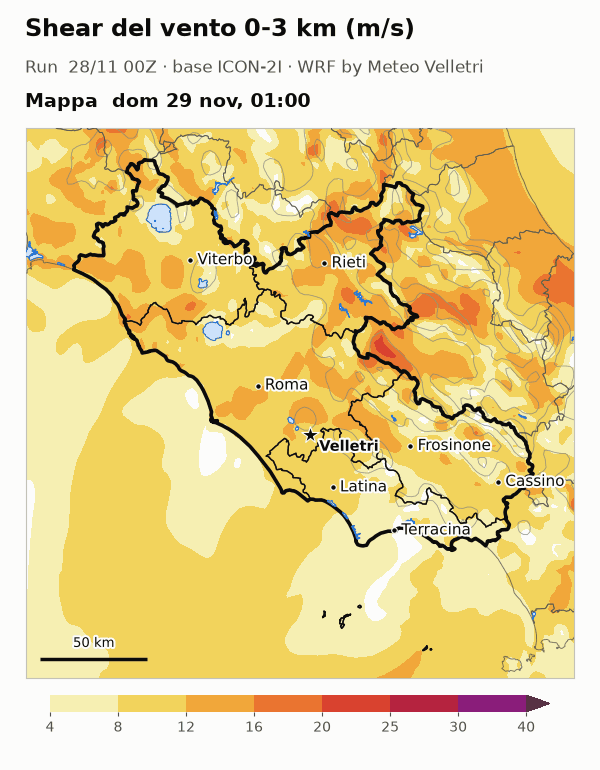 Shear del vento 0-3 km (m/s)
Run  28/11 00Z · base ICON-2I · WRF by Meteo Velletri
Mappa  dom 29 nov, 01:00
Viterbo
Rieti
Roma
Velletri
Frosinone
Cassino
Latina
Terracina
50 km
4 8 12 16 20 25 30 40